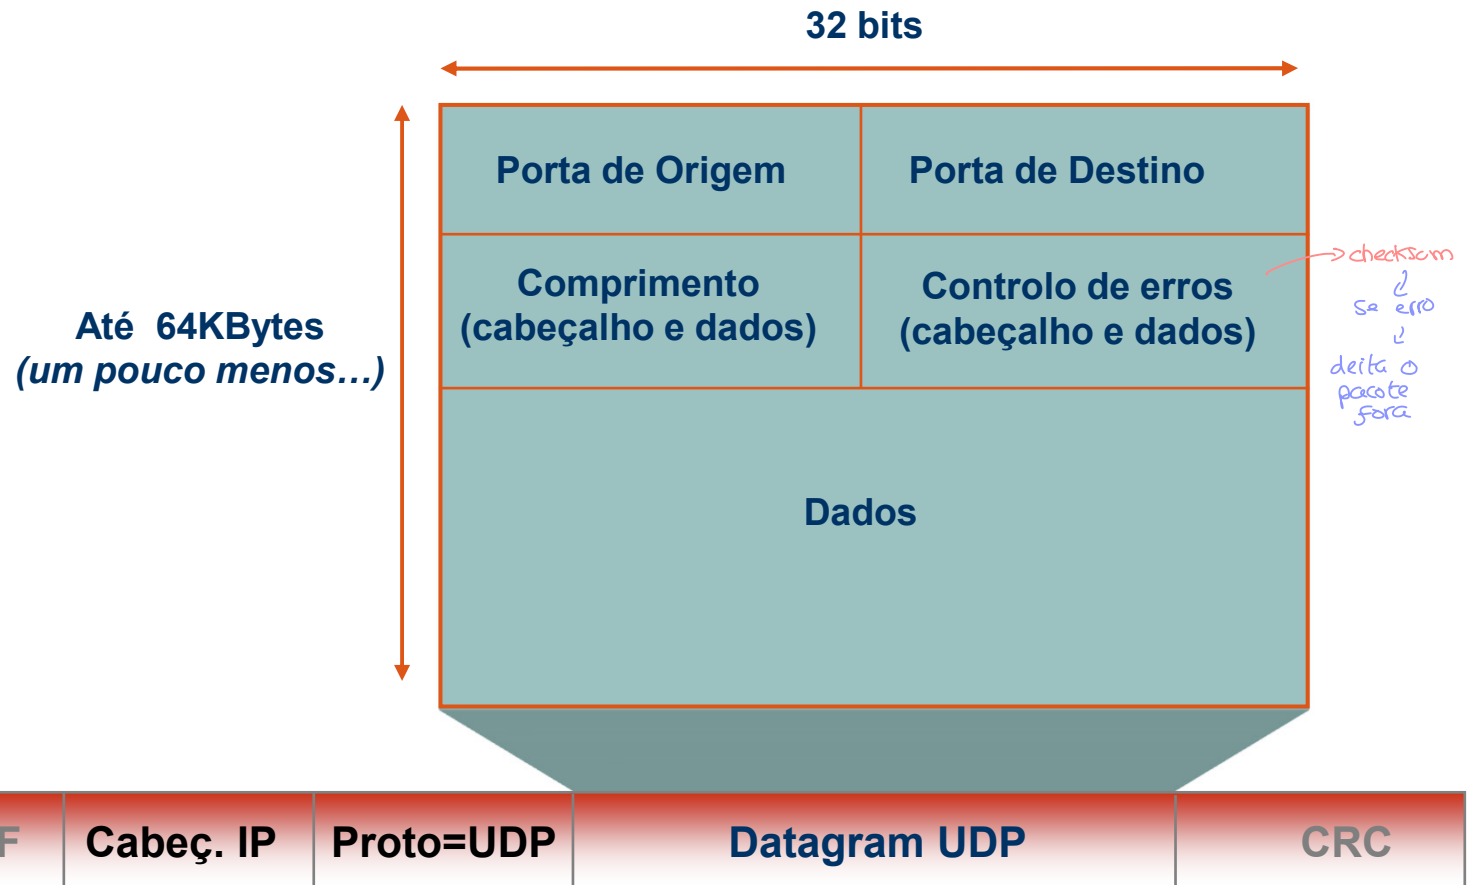 32 bits
Porta de Origem
Porta de Destino
Comprimento
(cabeçalho e dados)
Controlo de erros
(cabeçalho e dados)
checksum
Se erro
deita o
pacote
fora
Até 64KBytes
(um pouco menos...)
Dados
F
Cabeç. IP
Proto=UDP
Datagram UDP
CRC